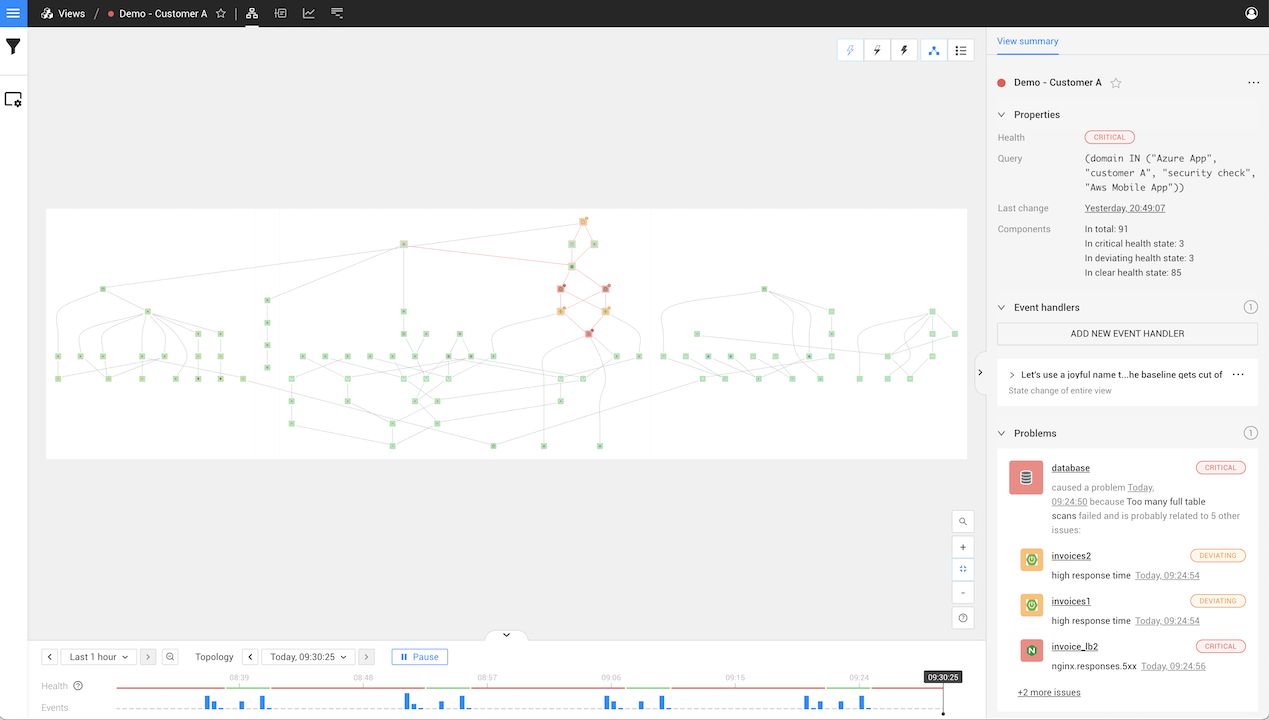 Views / Demo - Customer A
View summary
Demo - Customer A
Properties
Health CRITICAL
Query (domain IN ("Azure App",
"customer A", "security check",
"Aws Mobile App"))
Last change Yesterday, 20:49:07
Components In total: 91
In critical health state: 3
In deviating health state: 3
In clear health state: 85
Event handlers 1
ADD NEW EVENT HANDLER
Let's use a joyful name t...he baseline gets cut of
State change of entire view
Problems 1
database CRITICAL
caused a problem Today,
09:24:50 because Too many full table
scans failed and is probably related to 5 other
issues:
invoices2 DEVIATING
high response time Today, 09:24:54
invoices1 DEVIATING
high response time Today, 09:24:54
invoice_lb2 CRITICAL
nginx.responses.5xx Today, 09:24:56
+2 more issues
Last 1 hour Topology Today, 09:30:25 Pause
08:39 08:48 08:57 09:06 09:15 09:24 09:30:25
Health
Events